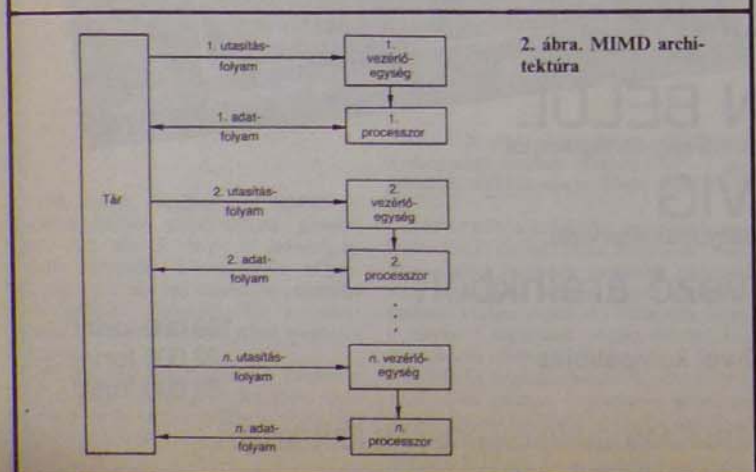 2. ábra. MIMD archi-
tektúra
Tár
1. utasítás-
folyam
1.
vezérlő-
egység
1. adat-
folyam
1.
processzor
2. utasítás-
folyam
2.
vezérlő-
egység
2. adat-
folyam
2.
processzor
n. utasítás-
folyam
n. vezérlő-
egység
n. adat-
folyam
n.
processzor